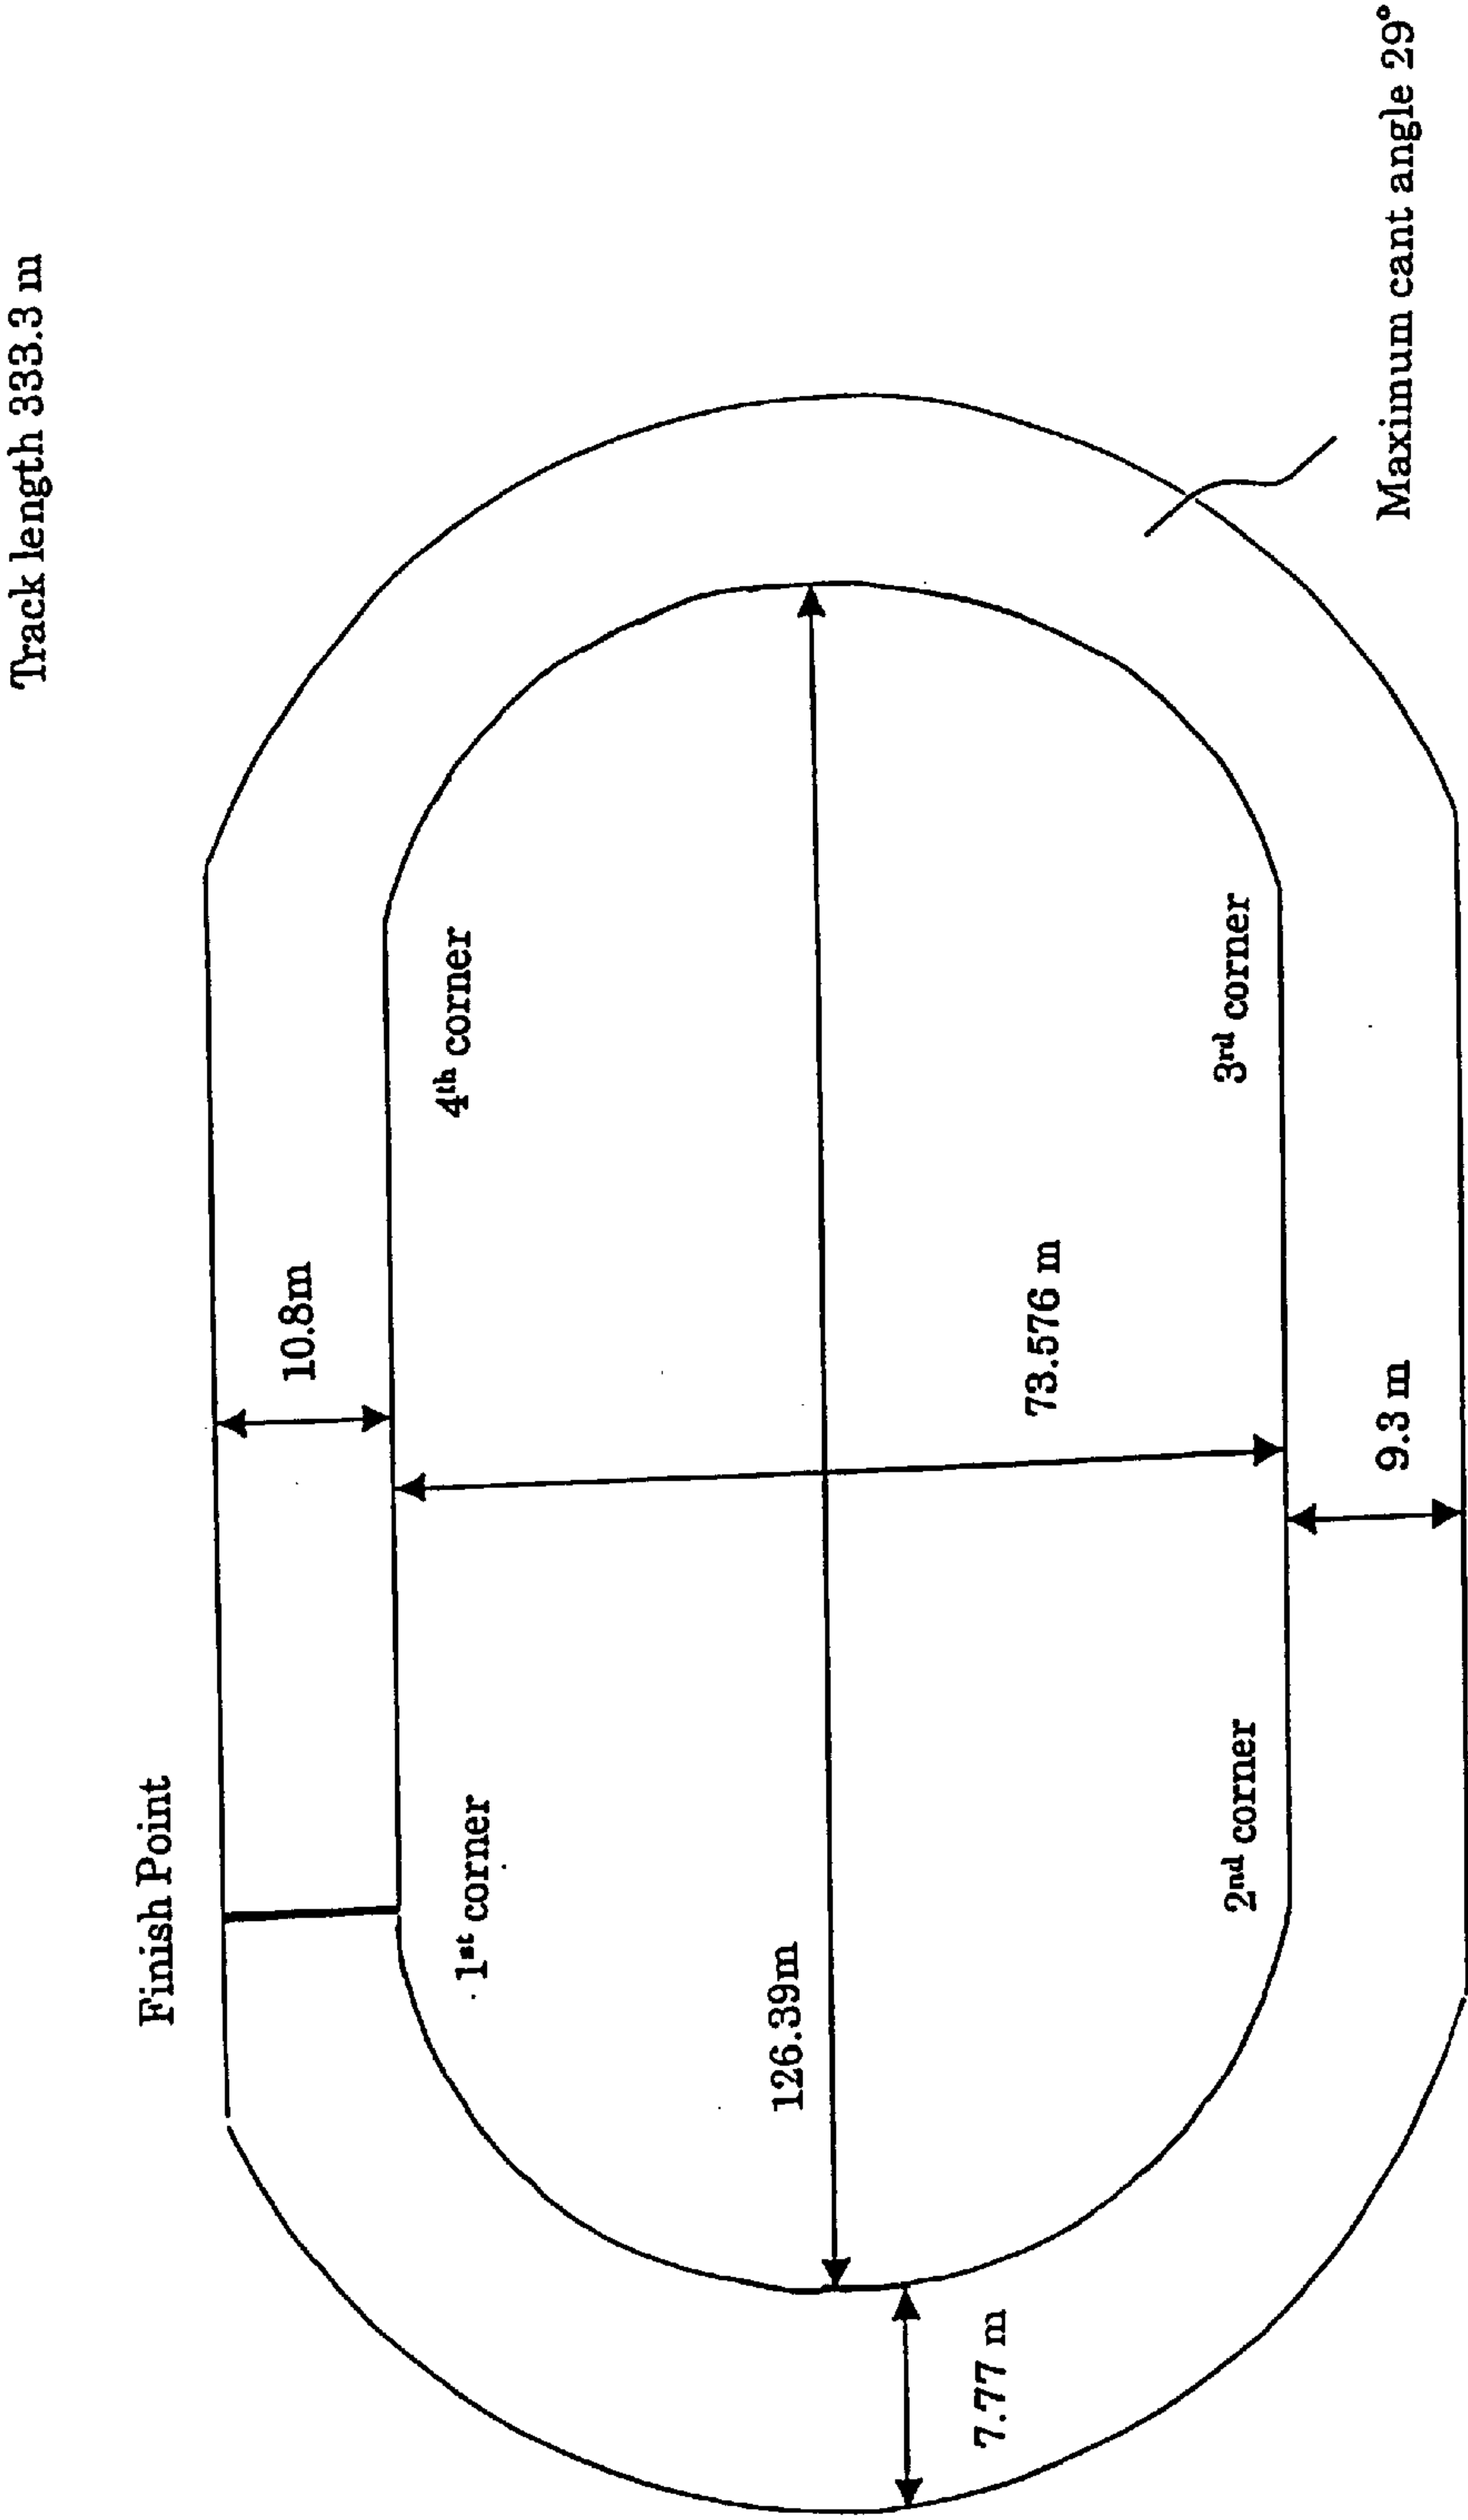 Track length 333.3 m
Finish Point
10.8m
1ˢᵗ corner
4ᵗʰ corner
126.39m
73.576 m
7.77 m
2ⁿᵈ corner
3ʳᵈ corner
9.3 m
Maximum cant angle 29°